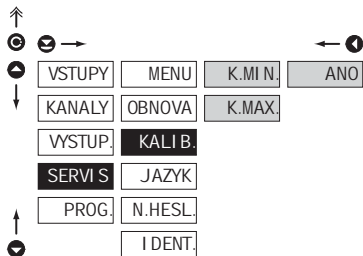 VSTUPY MENU K.MIN. ANO
KANALY OBNOVA K.MAX.
VYSTUP. KALIB.
SERVIS JAZYK
PROG. N.HESL.
IDENT.